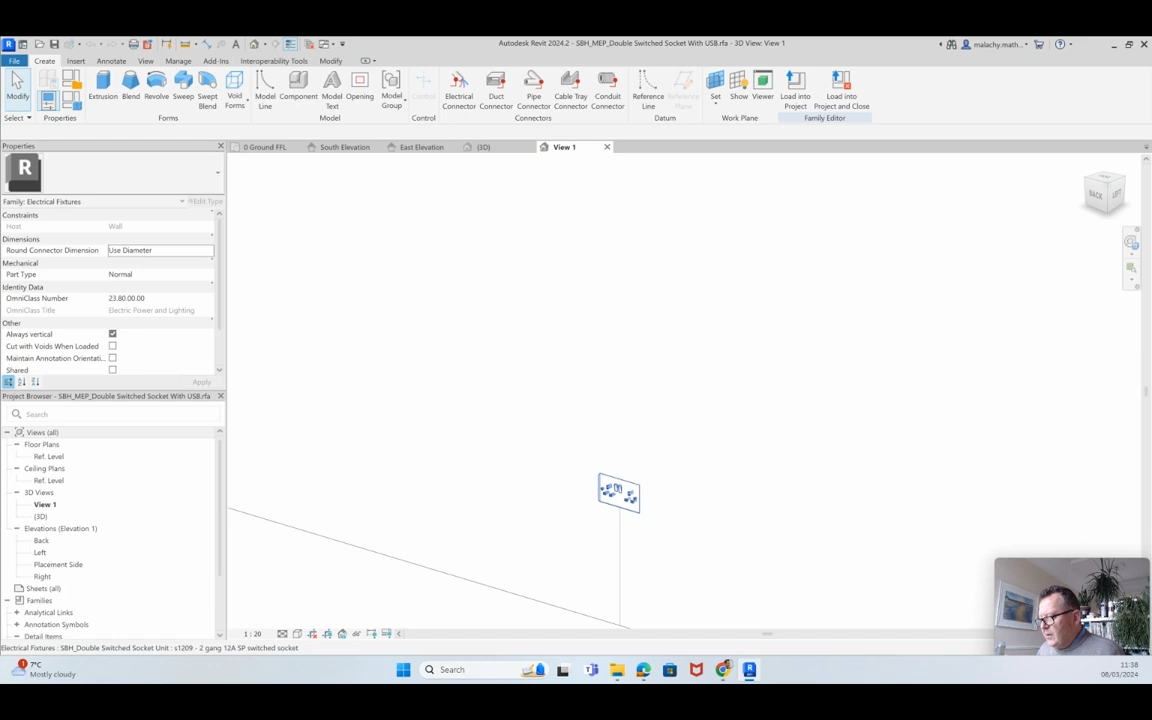 Autodesk Revit 2024.2 - SBH_MEP_Double Switched Socket With USB.rfa - 3D View: View 1
malachy.math...
File Create Insert Annotate View Manage Add-Ins Interoperability Tools Modify
Modify
Extrusion Blend Revolve Sweep Swept Blend Void Forms
Model Line Component Model Text Opening Model Group
Control
Electrical Connector Duct Connector Pipe Connector Cable Tray Connector Conduit Connector
Reference Line Reference Plane
Set Show Viewer
Load into Project Load into Project and Close
Select Properties Forms Model Control Connectors Datum Work Plane Family Editor
Properties
0 Ground FFL South Elevation East Elevation (3D) View 1
R
BACK LEFT
Family: Electrical Fixtures Edit Type
Constraints
Host Wall
Dimensions
Round Connector Dimension Use Diameter
Mechanical
Part Type Normal
Identity Data
OmniClass Number 23.80.00.00
OmniClass Title Electric Power and Lighting
Other
Always vertical
Cut with Voids When Loaded
Maintain Annotation Orientati...
Shared
Apply
Project Browser - SBH_MEP_Double Switched Socket With USB.rfa
Search
Views (all)
Floor Plans
Ref. Level
Ceiling Plans
Ref. Level
3D Views
View 1
(3D)
Elevations (Elevation 1)
Back
Left
Placement Side
Right
Sheets (all)
Families
Analytical Links
Annotation Symbols
Detail Items
1 : 20
Electrical Fixtures : SBH_Double Switched Socket Unit : s1209 - 2 gang 12A SP switched socket
7°C
Mostly cloudy
Search
11:38
08/03/2024